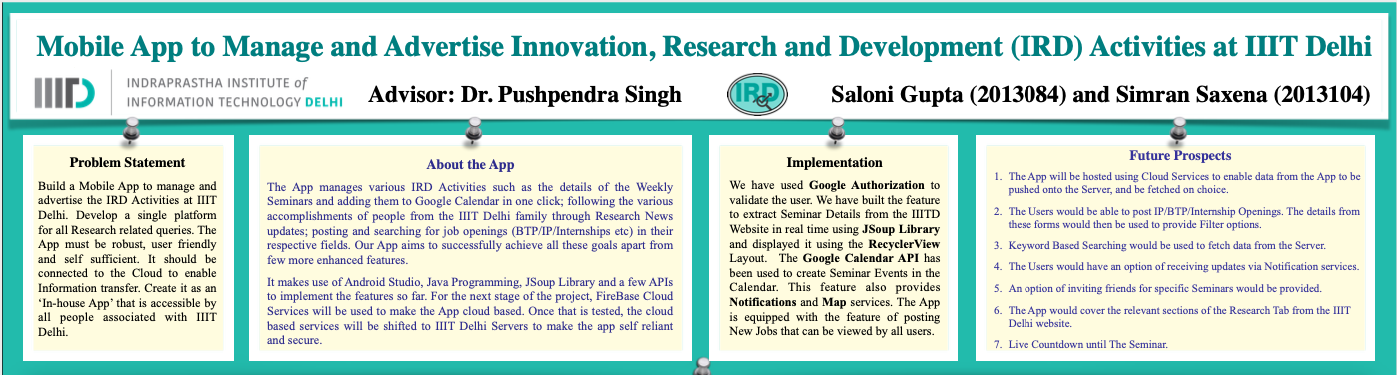 Mobile App to Manage and Advertise Innovation, Research and Development (IRD) Activities at IIIT Delhi
IIITD
INDRAPRASTHA INSTITUTE of
INFORMATION TECHNOLOGY DELHI
Advisor: Dr. Pushpendra Singh
IRD
Saloni Gupta (2013084) and Simran Saxena (2013104)
Problem Statement
Build a Mobile App to manage and
advertise the IRD Activities at IIIT
Delhi. Develop a single platform
for all Research related queries. The
App must be robust, user friendly
and self sufficient. It should be
connected to the Cloud to enable
Information transfer. Create it as an
‘In-house App’ that is accessible by
all people associated with IIIT
Delhi.
About the App
The App manages various IRD Activities such as the details of the Weekly
Seminars and adding them to Google Calendar in one click; following the various
accomplishments of people from the IIIT Delhi family through Research News
updates; posting and searching for job openings (BTP/IP/Internships etc) in their
respective fields. Our App aims to successfully achieve all these goals apart from
few more enhanced features.
It makes use of Android Studio, Java Programming, JSoup Library and a few APIs
to implement the features so far. For the next stage of the project, FireBase Cloud
Services will be used to make the App cloud based. Once that is tested, the cloud
based services will be shifted to IIIT Delhi Servers to make the app self reliant
and secure.
Implementation
We have used Google Authorization to
validate the user. We have built the feature
to extract Seminar Details from the IIITD
Website in real time using JSoup Library
and displayed it using the RecyclerView
Layout. The Google Calendar API has
been used to create Seminar Events in the
Calendar. This feature also provides
Notifications and Map services. The App
is equipped with the feature of posting
New Jobs that can be viewed by all users.
Future Prospects
1. The App will be hosted using Cloud Services to enable data from the App to be
pushed onto the Server, and be fetched on choice.
2. The Users would be able to post IP/BTP/Internship Openings. The details from
these forms would then be used to provide Filter options.
3. Keyword Based Searching would be used to fetch data from the Server.
4. The Users would have an option of receiving updates via Notification services.
5. An option of inviting friends for specific Seminars would be provided.
6. The App would cover the relevant sections of the Research Tab from the IIIT
Delhi website.
7. Live Countdown until The Seminar.